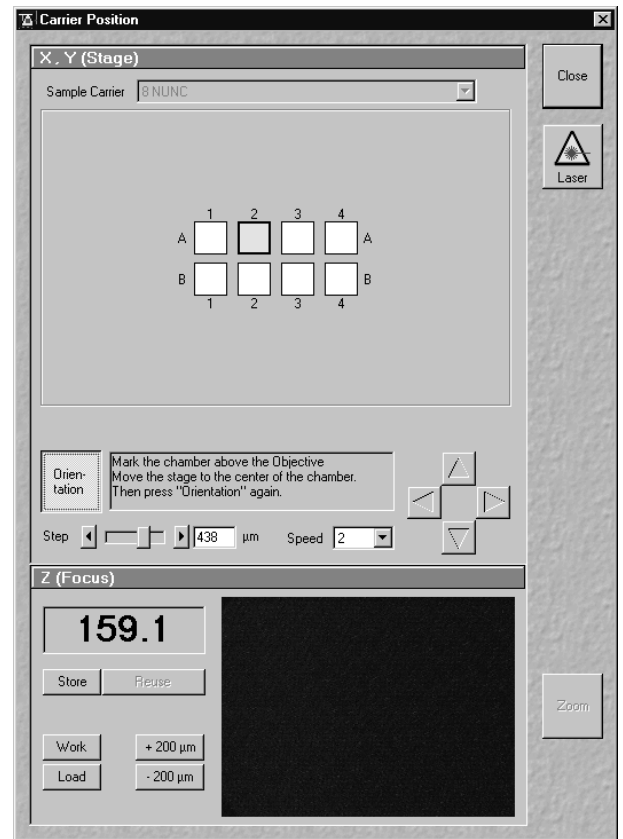 Carrier Position
X , Y (Stage)
Close
Sample Carrier 8 NUNC
Laser
1 2 3 4
A A
B B
1 2 3 4
Orien-
tation
Mark the chamber above the Objective
Move the stage to the center of the chamber.
Then press "Orientation" again.
Step 438 µm Speed 2
Z (Focus)
159.1
Store Reuse
Zoom
Work + 200 µm
Load - 200 µm